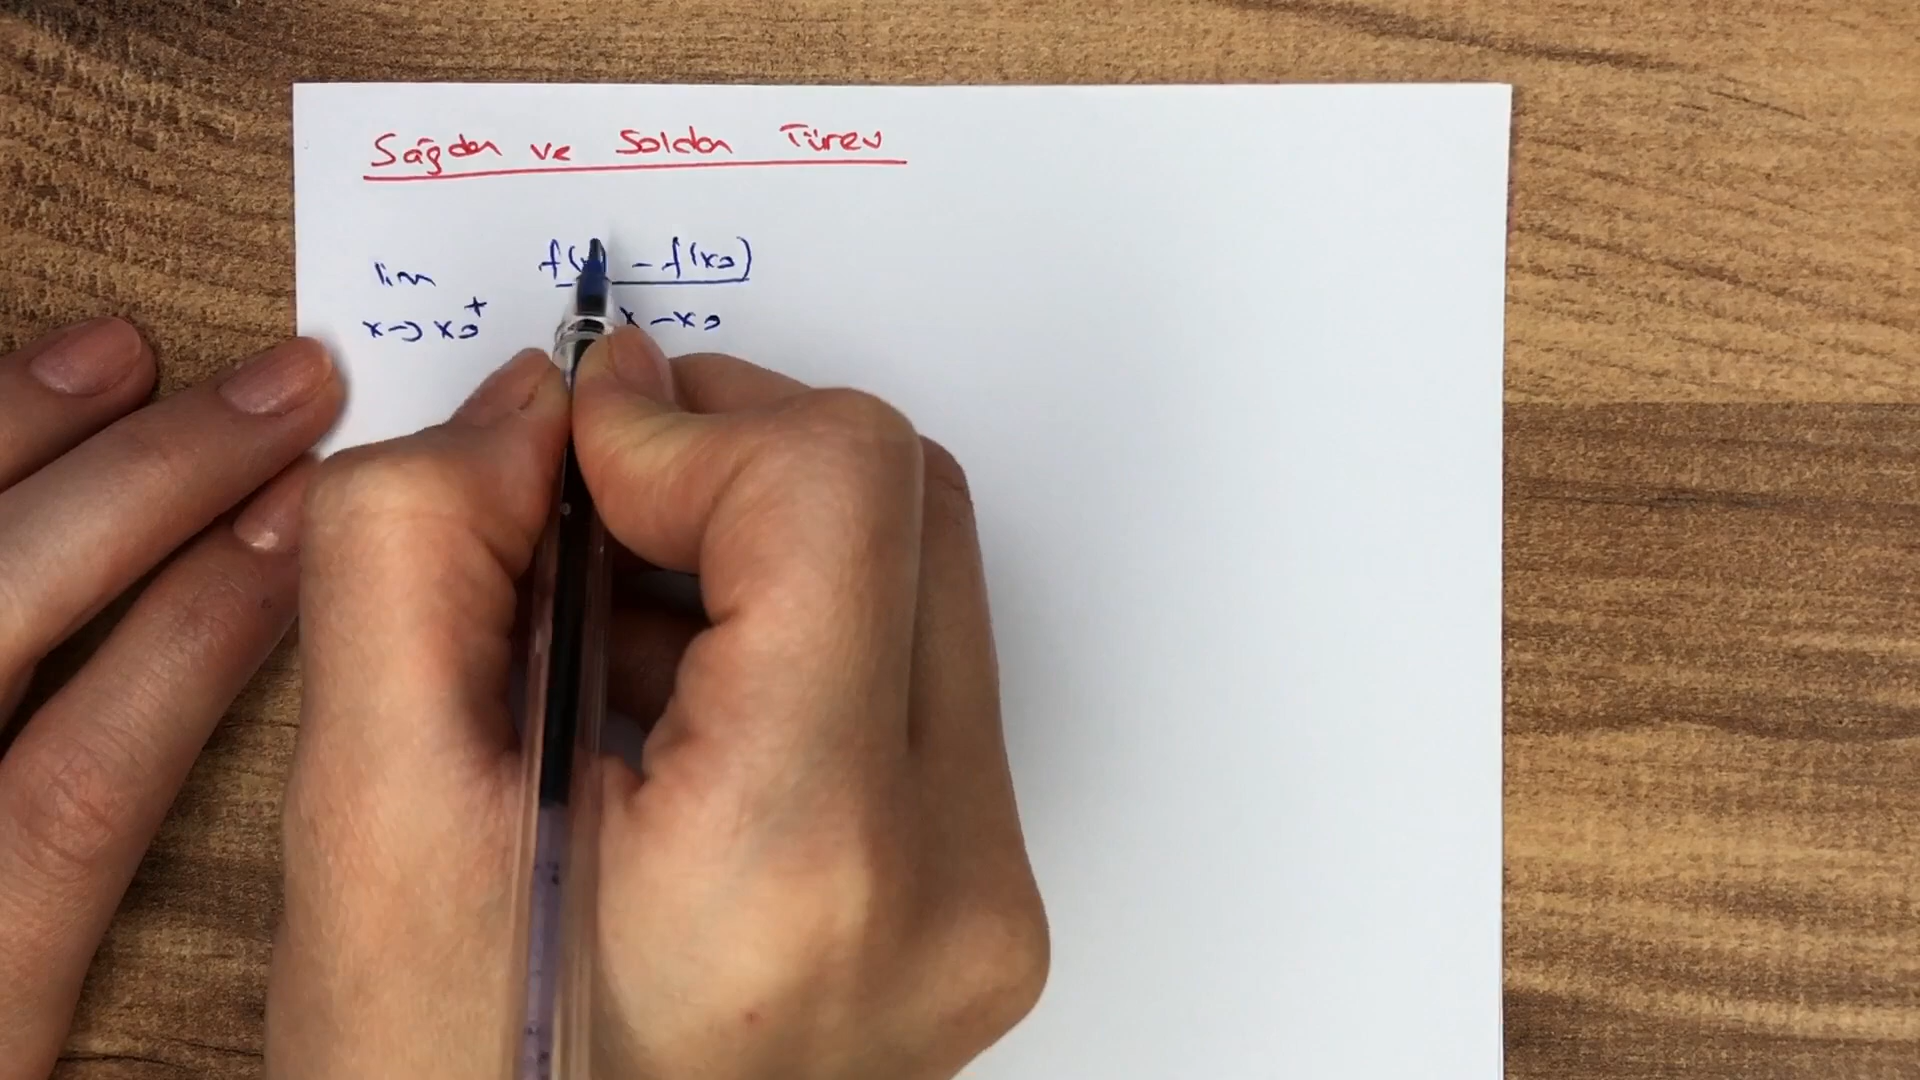 Sağdan ve Soldan Türev
lim f(x) - f(x₀)
x→x₀⁺ x-x₀